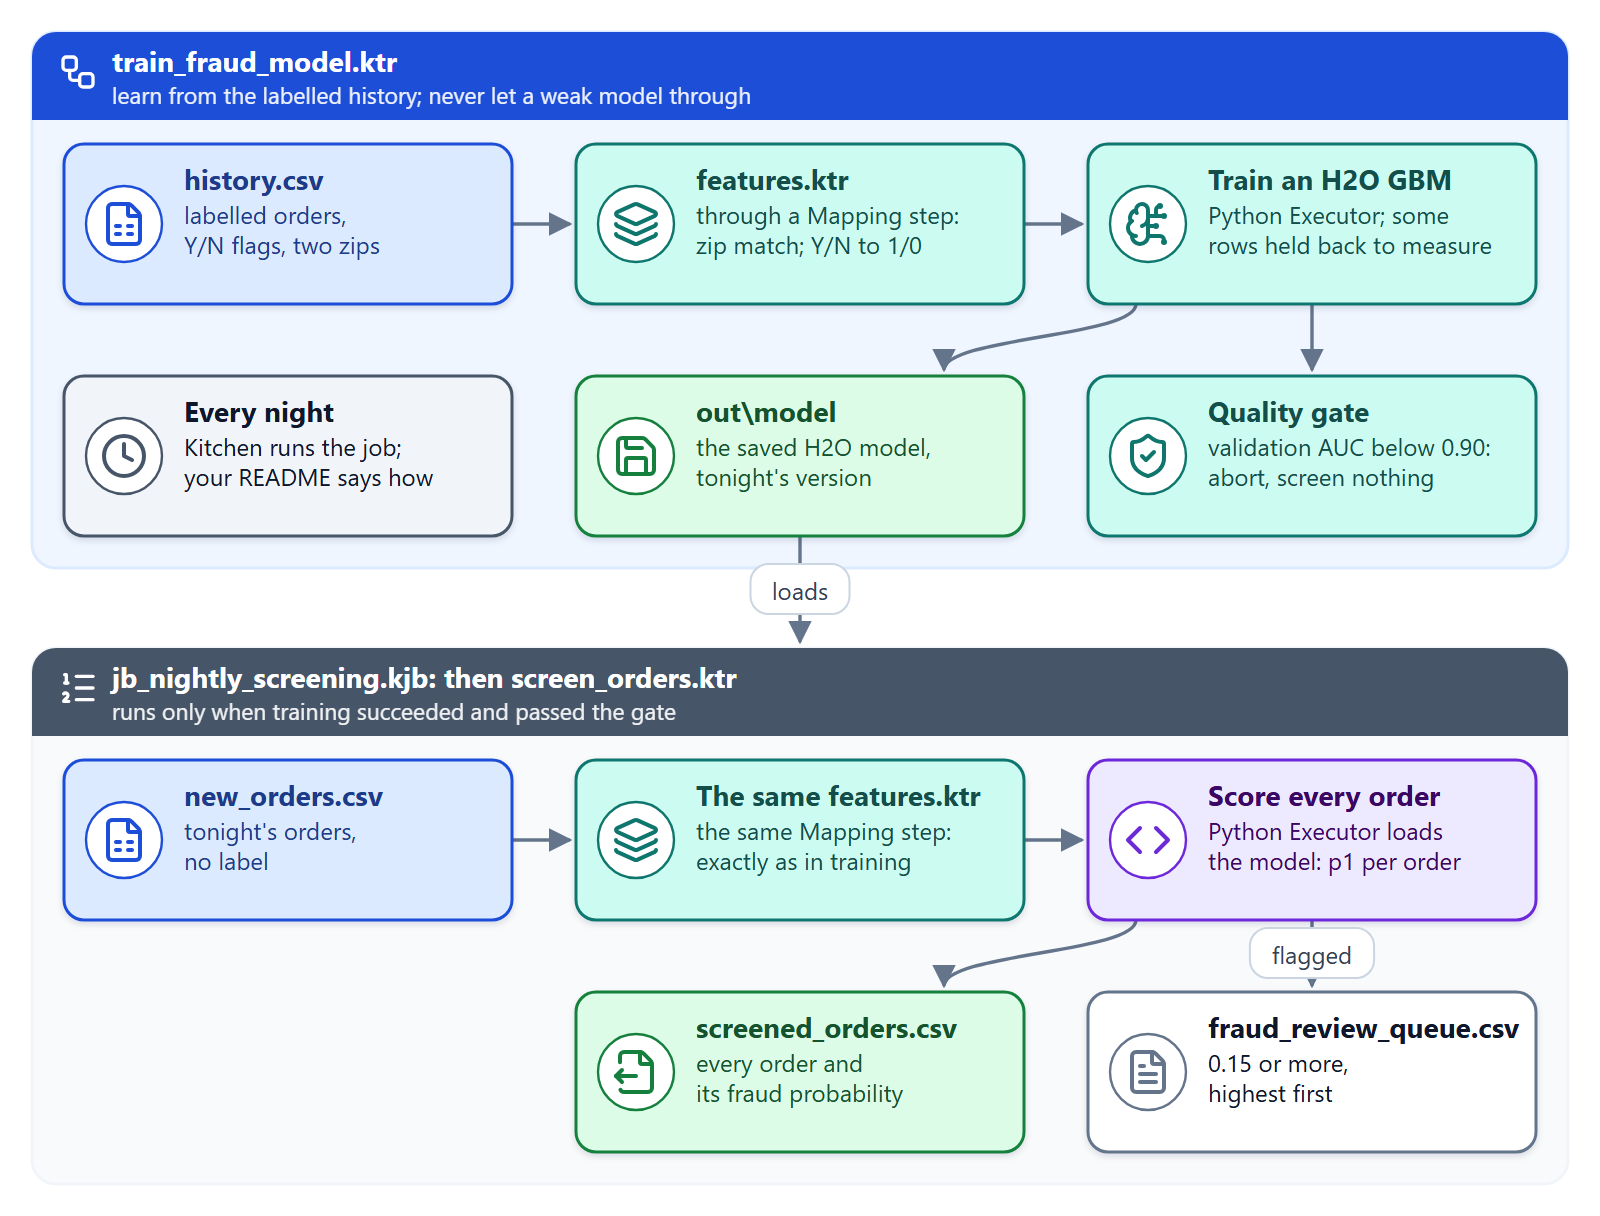 train_fraud_model.ktr
learn from the labelled history; never let a weak model through
history.csv
labelled orders,
Y/N flags, two zips
features.ktr
through a Mapping step:
zip match; Y/N to 1/0
Train an H2O GBM
Python Executor; some
rows held back to measure
Every night
Kitchen runs the job;
your README says how
out\model
the saved H2O model,
tonight's version
Quality gate
validation AUC below 0.90:
abort, screen nothing
loads
1
2
jb_nightly_screening.kjb: then screen_orders.ktr
runs only when training succeeded and passed the gate
new_orders.csv
tonight's orders,
no label
The same features.ktr
the same Mapping step:
exactly as in training
Score every order
Python Executor loads
the model: p1 per order
flagged
screened_orders.csv
every order and
its fraud probability
fraud_review_queue.csv
0.15 or more,
highest first